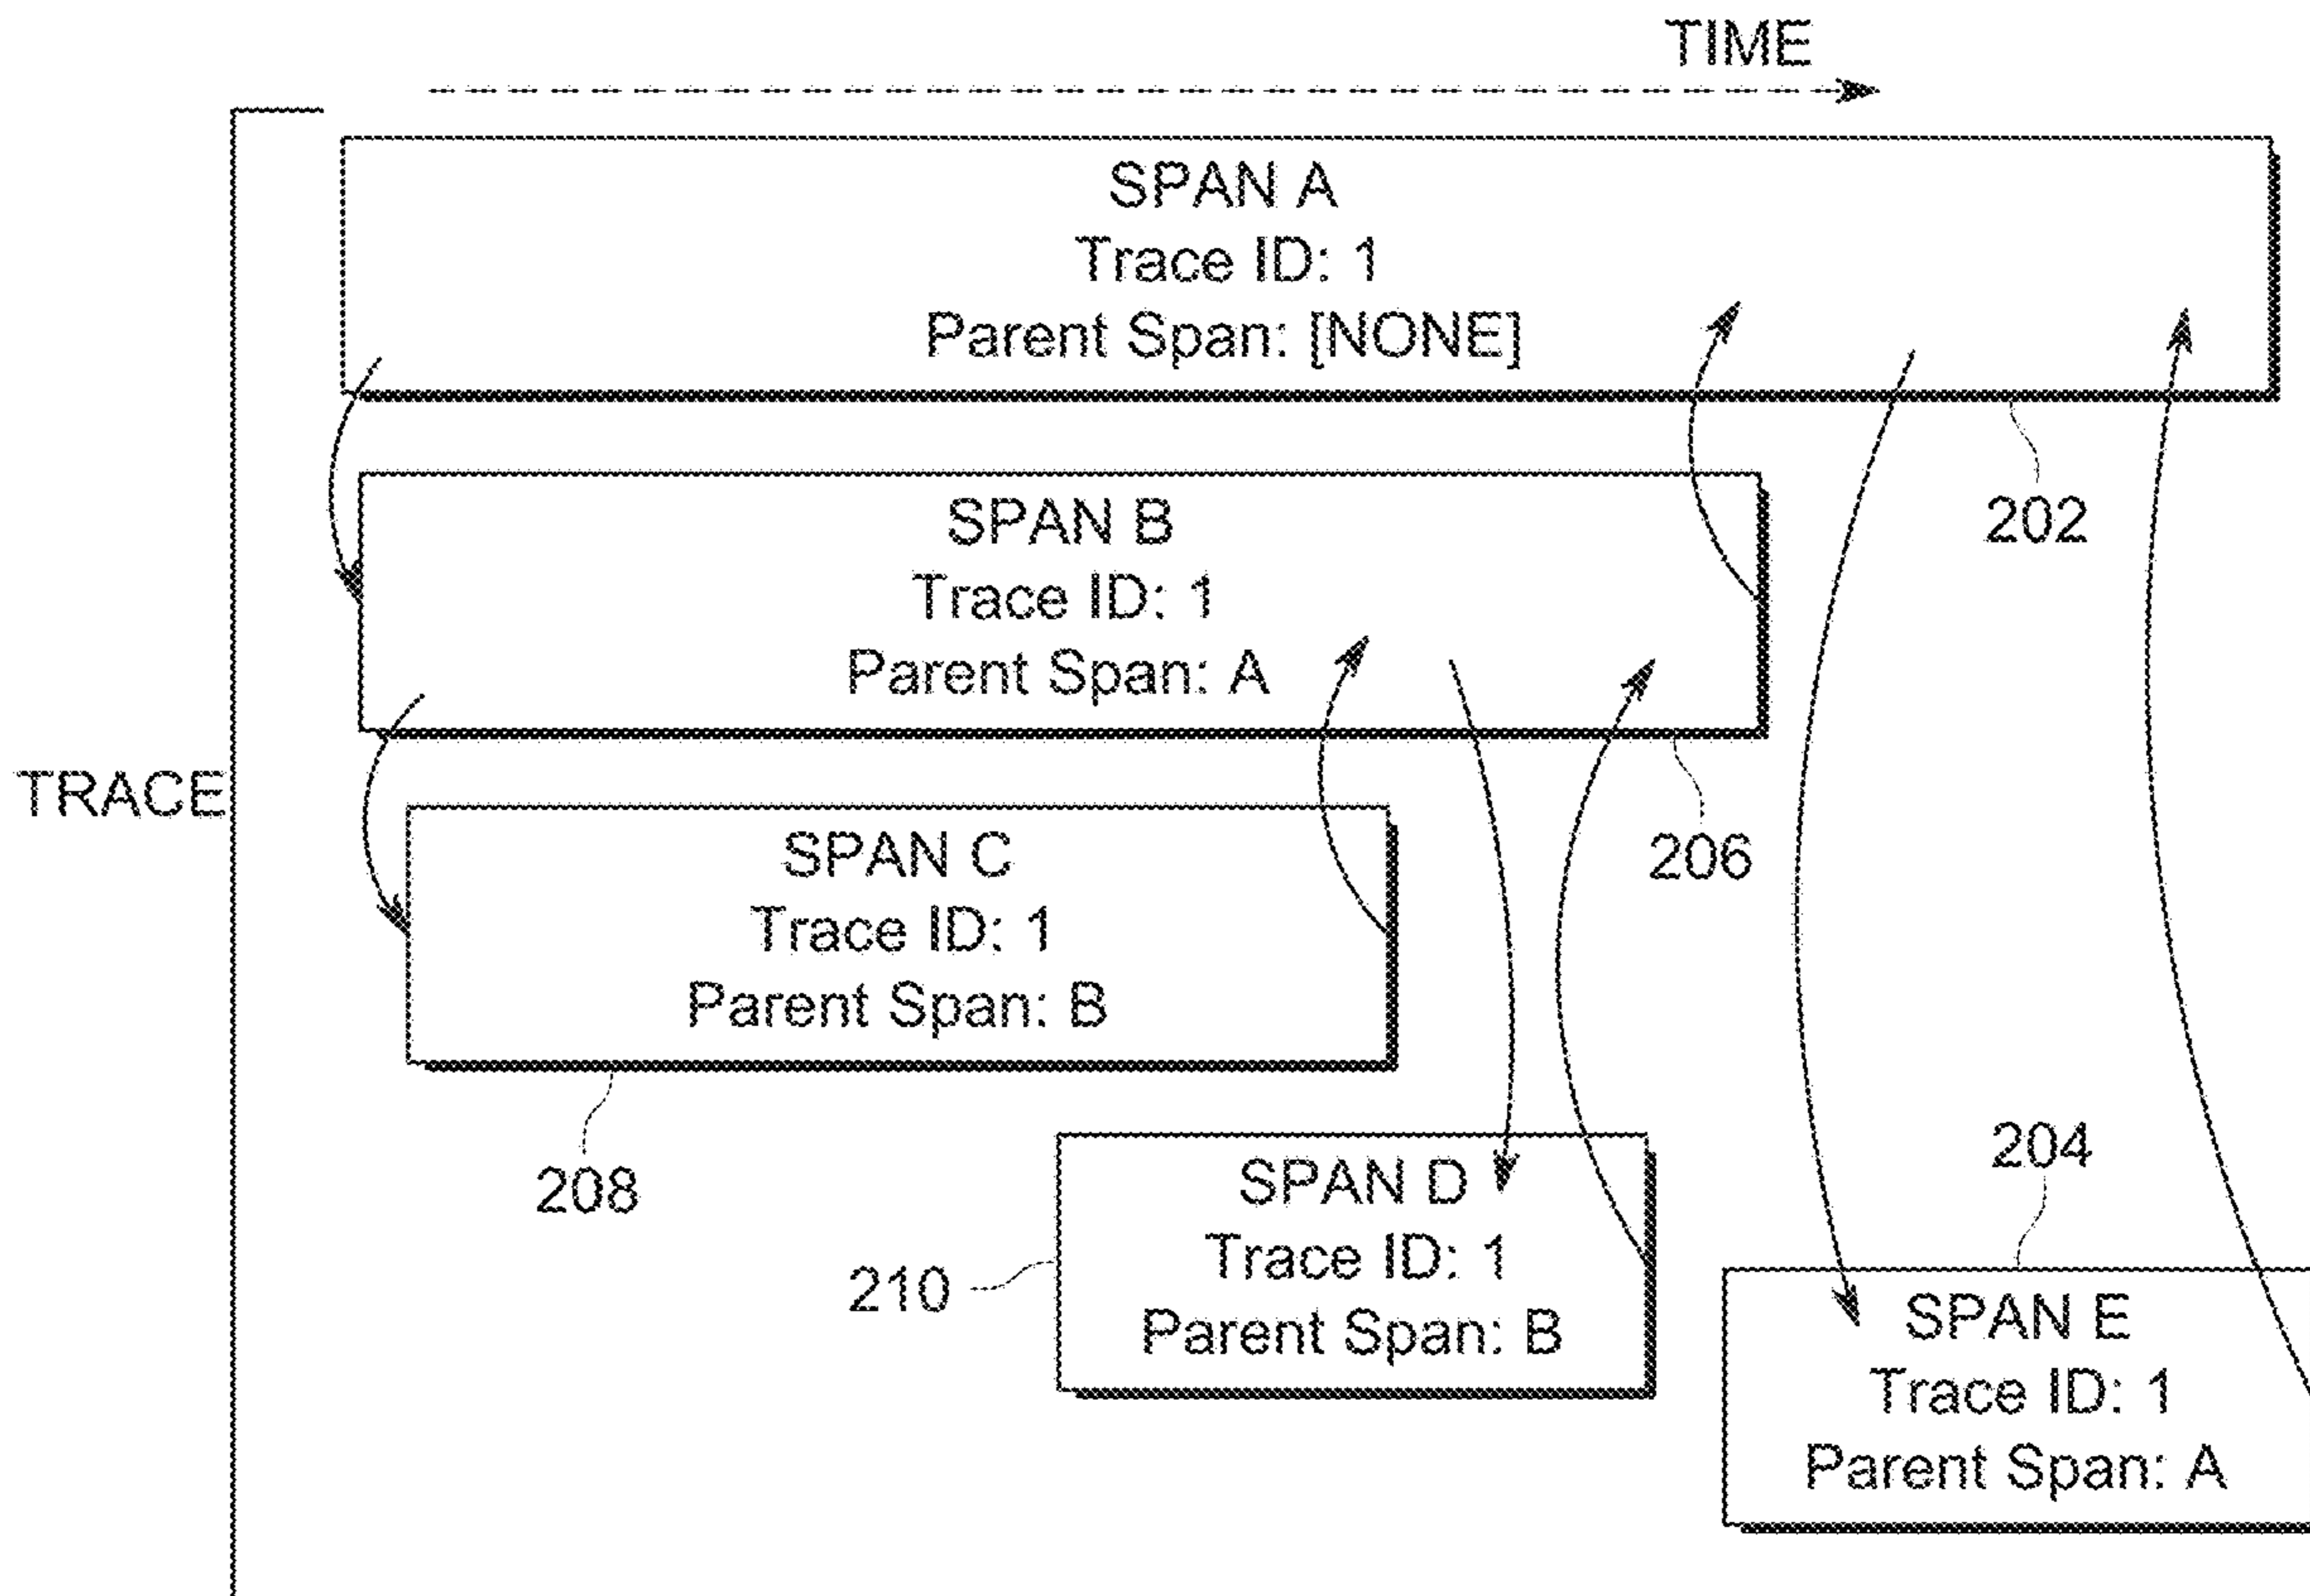 TIME
SPAN A
Trace ID: 1
Parent Span: [NONE]
202
SPAN B
Trace ID: 1
Parent Span: A
206
TRACE
SPAN C
Trace ID: 1
Parent Span: B
208
SPAN D
Trace ID: 1
Parent Span: B
210
204
SPAN E
Trace ID: 1
Parent Span: A